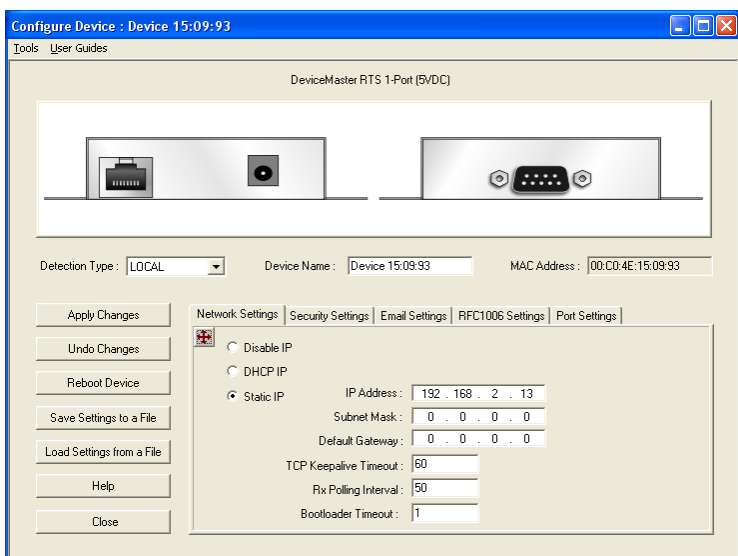 Configure Device : Device 15:09:93
Tools User Guides
DeviceMaster RTS 1-Port (5VDC)
Detection Type : LOCAL Device Name : Device 15:09:93 MAC Address : 00:C0:4E:15:09:93
Apply Changes
Undo Changes
Reboot Device
Save Settings to a File
Load Settings from a File
Help
Close
Network Settings Security Settings Email Settings RFC1006 Settings Port Settings
Disable IP
DHCP IP
Static IP
IP Address : 192 . 168 . 2 . 13
Subnet Mask : 0 . 0 . 0 . 0
Default Gateway : 0 . 0 . 0 . 0
TCP Keepalive Timeout : 60
Rx Polling Interval : 50
Bootloader Timeout : 1